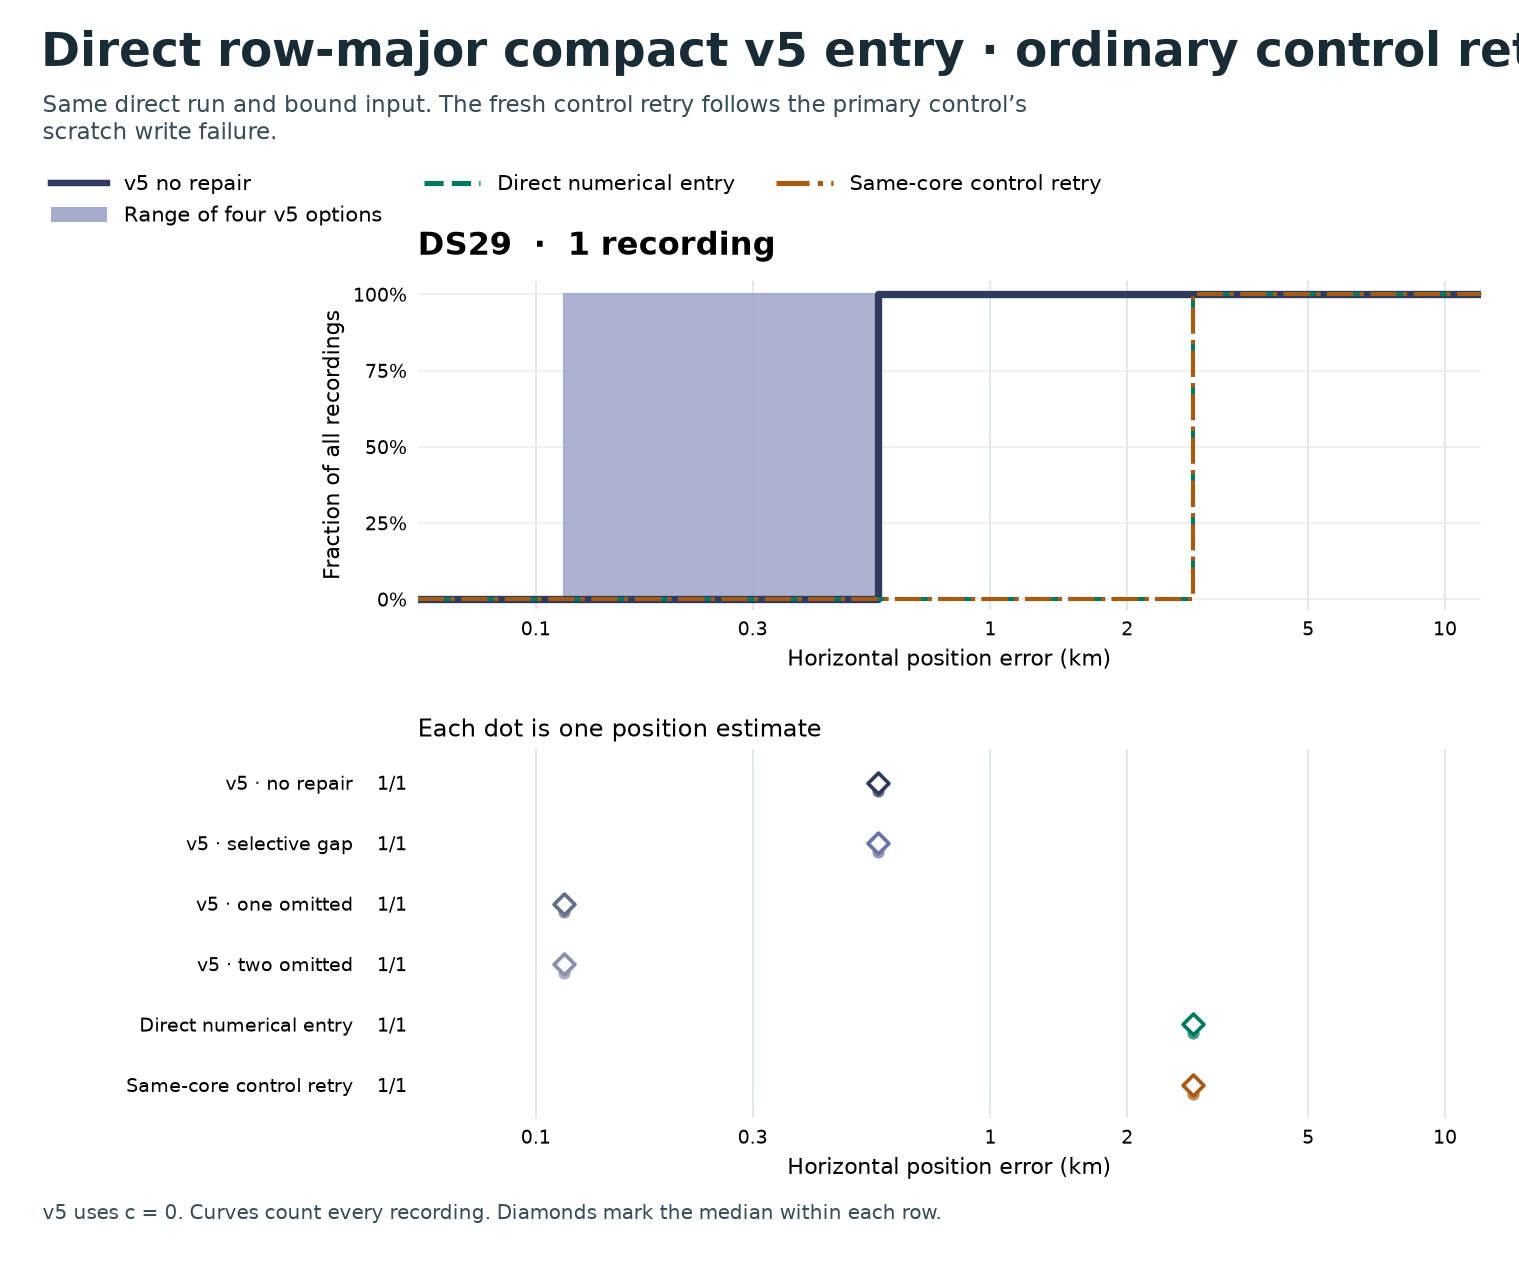 Direct row-major compact v5 entry · ordinary control ret
Same direct run and bound input. The fresh control retry follows the primary control’s
scratch write failure.
v5 no repair
Direct numerical entry
Same-core control retry
Range of four v5 options
DS29 · 1 recording
Fraction of all recordings
100%
75%
50%
25%
0%
0.1 0.3 1 2 5 10
Horizontal position error (km)
Each dot is one position estimate
v5 · no repair 1/1
v5 · selective gap 1/1
v5 · one omitted 1/1
v5 · two omitted 1/1
Direct numerical entry 1/1
Same-core control retry 1/1
0.1 0.3 1 2 5 10
Horizontal position error (km)
v5 uses c = 0. Curves count every recording. Diamonds mark the median within each row.